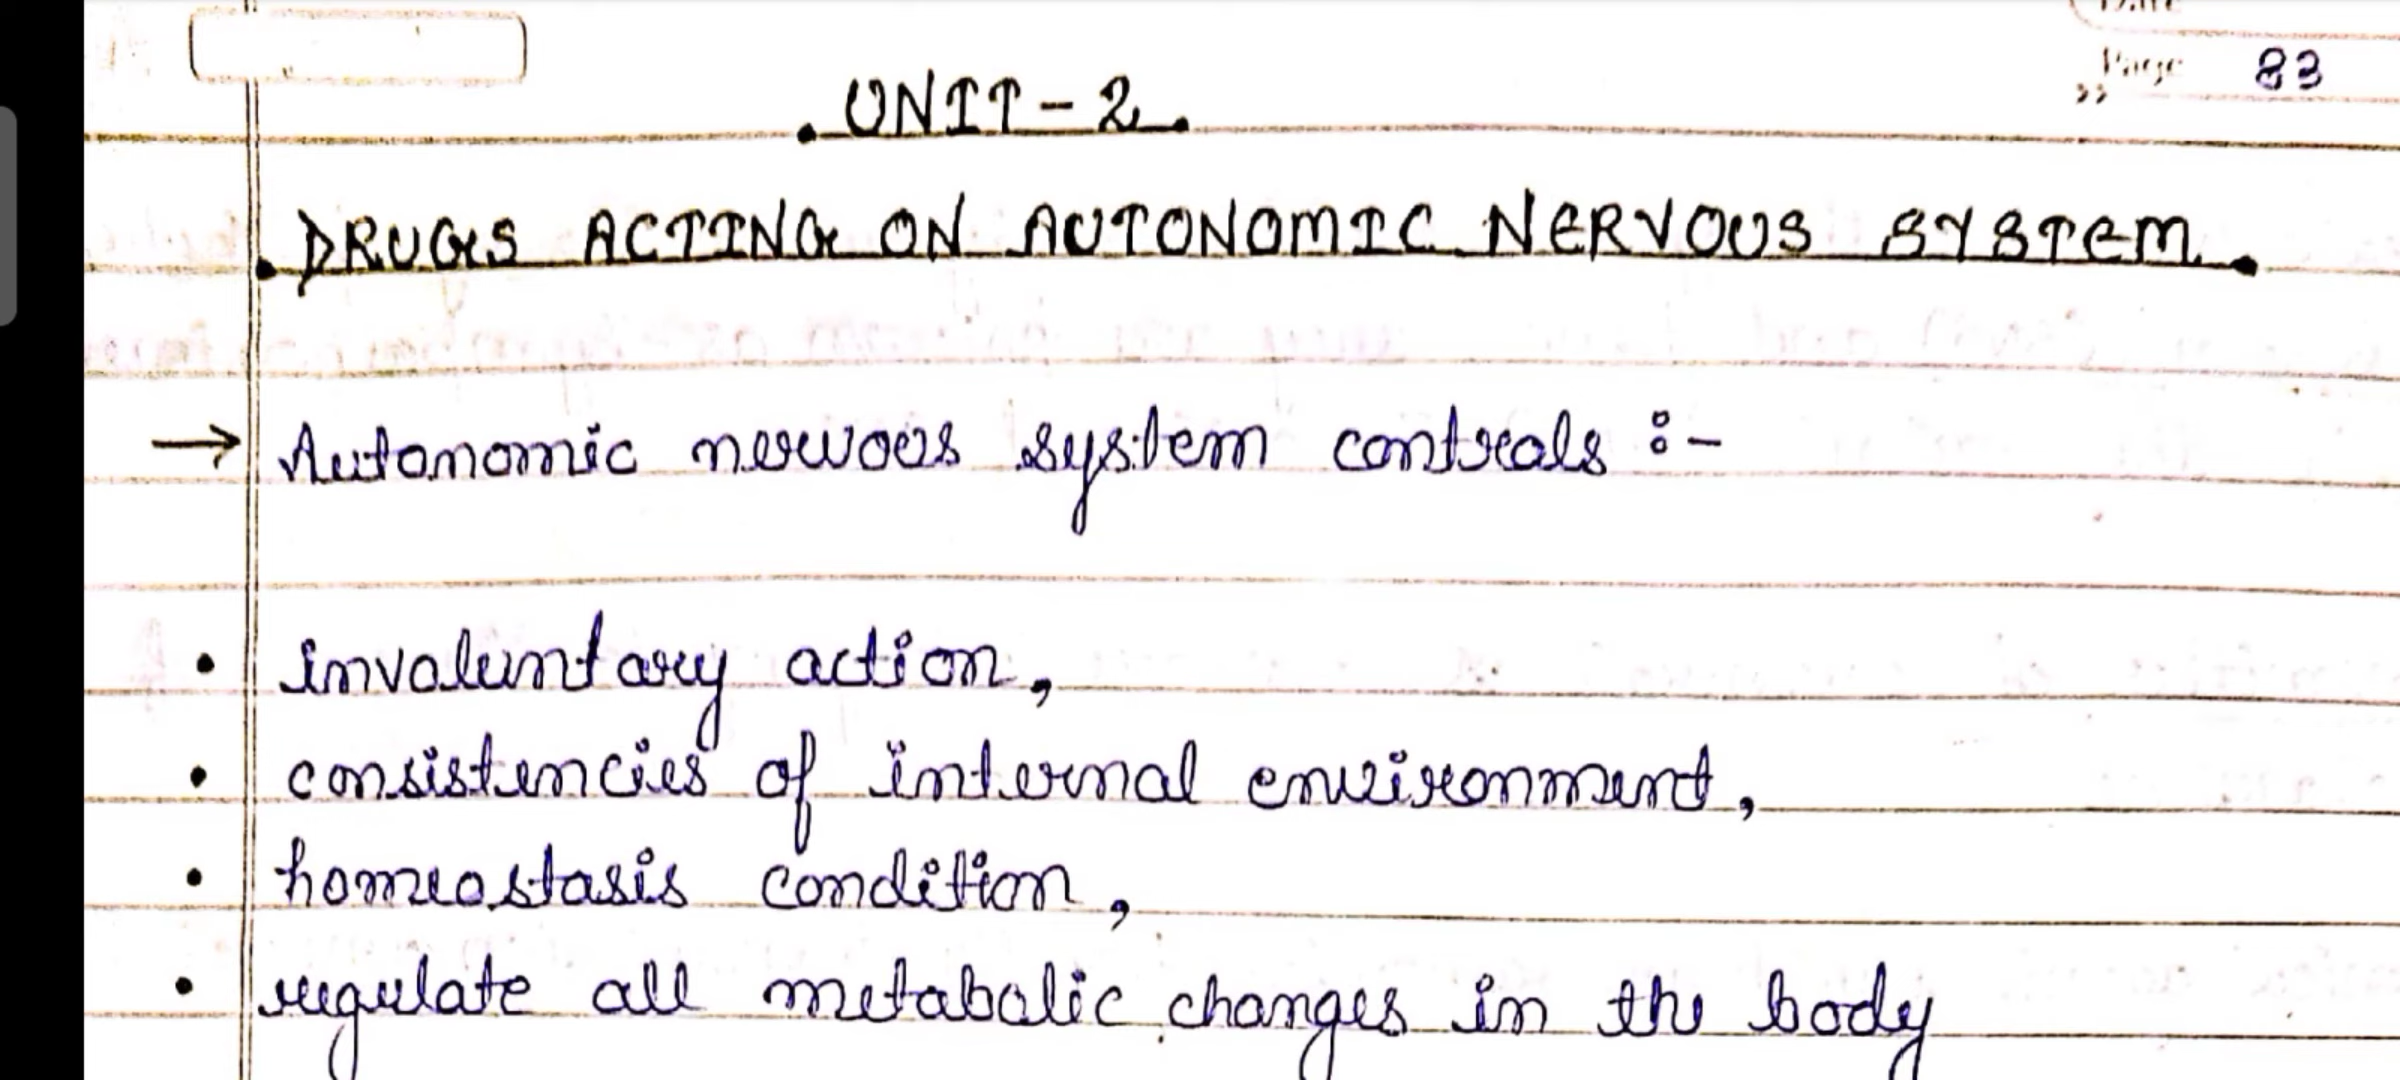 Page 83
. UNIT - 2 .
. DRUGS ACTING ON AUTONOMIC NERVOUS SYSTEM .
→ Autonomic nervous system controls :-
• involuntary action,
• consistencies of internal environment,
• homeostasis condition,
• regulate all metabolic changes in the body